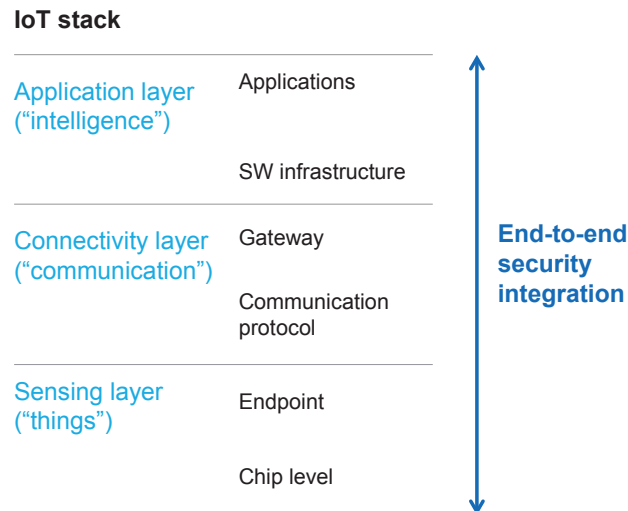 IoT stack
Application layer
(“intelligence”)
Applications
SW infrastructure
Connectivity layer
(“communication”)
Gateway
Communication
protocol
Sensing layer
(“things”)
Endpoint
Chip level
End-to-end
security
integration